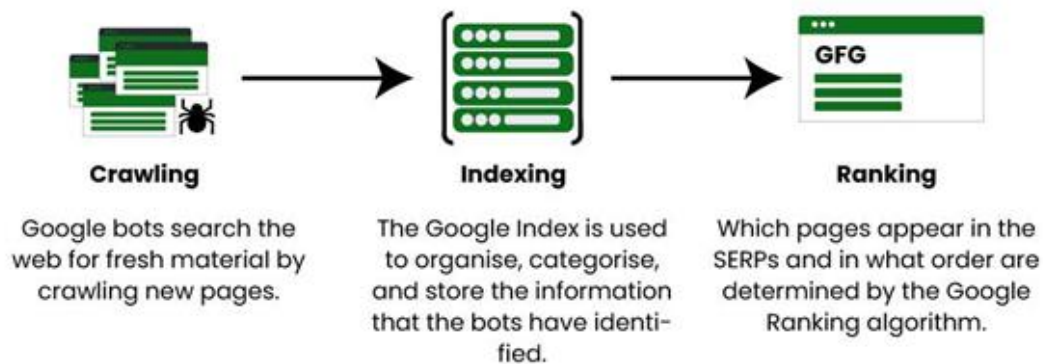 GFG
Crawling
Google bots search the
web for fresh material by
crawling new pages.
Indexing
The Google Index is used
to organise, categorise,
and store the information
that the bots have identi-
fied.
Ranking
Which pages appear in the
SERPs and in what order are
determined by the Google
Ranking algorithm.